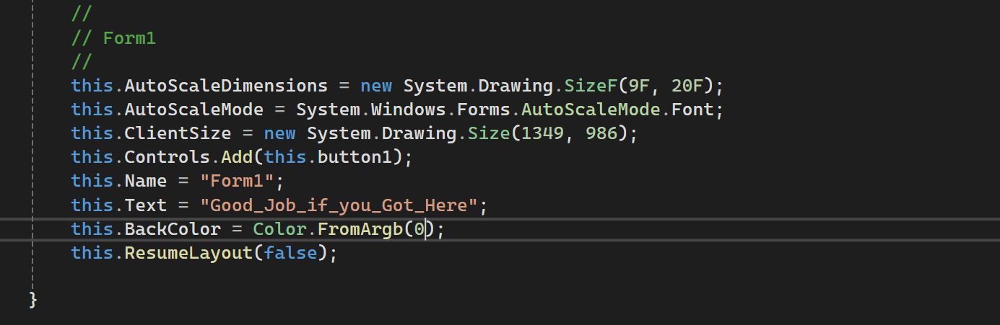 //
// Form1
//
this.AutoScaleDimensions = new System.Drawing.SizeF(9F, 20F);
this.AutoScaleMode = System.Windows.Forms.AutoScaleMode.Font;
this.ClientSize = new System.Drawing.Size(1349, 986);
this.Controls.Add(this.button1);
this.Name = "Form1";
this.Text = "Good_Job_if_you_Got_Here";
this.BackColor = Color.FromArgb(0);
this.ResumeLayout(false);
}